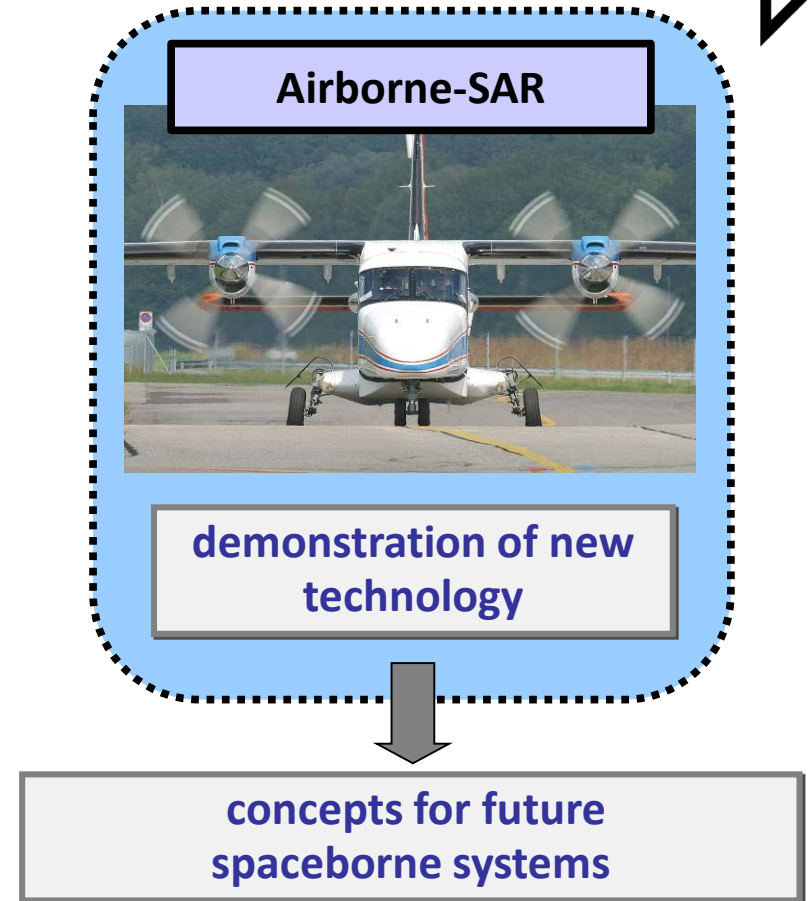 Airborne-SAR
demonstration of new
technology
concepts for future
spaceborne systems